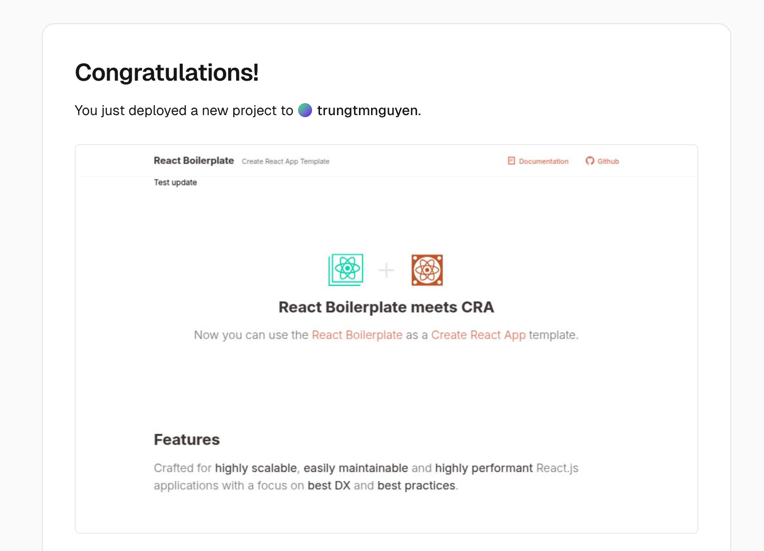 Congratulations!
You just deployed a new project to trungtmnguyen.
React Boilerplate Create React App Template Documentation Github
Test update
React Boilerplate meets CRA
Now you can use the React Boilerplate as a Create React App template.
Features
Crafted for highly scalable, easily maintainable and highly performant React.js
applications with a focus on best DX and best practices.